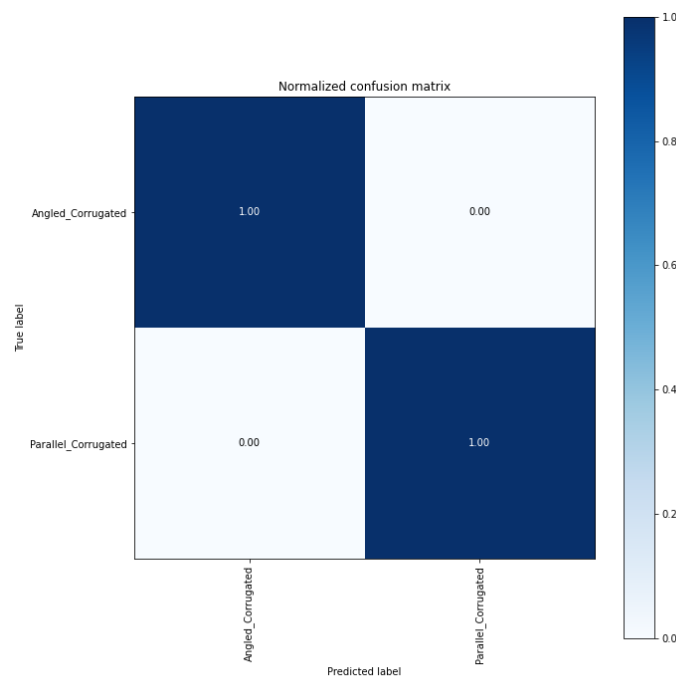 Normalized confusion matrix
1.0
0.8
0.6
0.4
0.2
0.0
True label
Angled_Corrugated
1.00
0.00
Parallel_Corrugated
0.00
1.00
Angled_Corrugated
Parallel_Corrugated
Predicted label